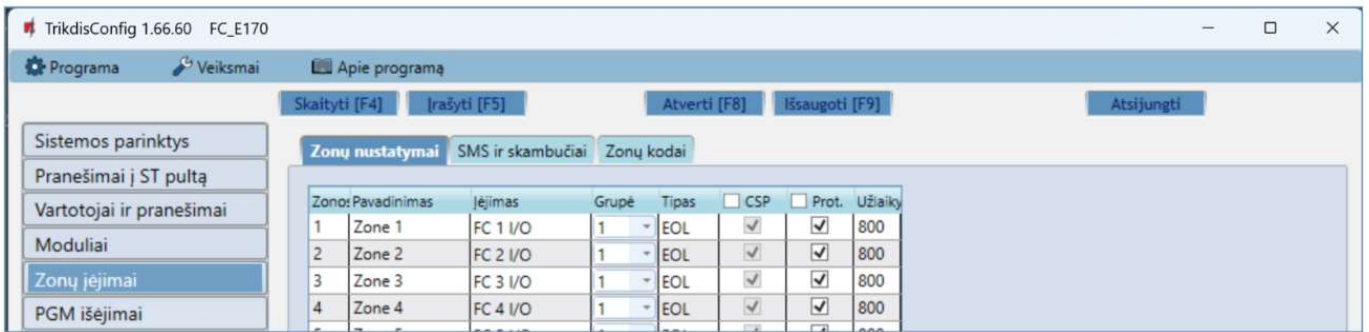 TrikdisConfig 1.66.60 FC_E170
Programa Veiksmai Apie programą
Skaityti [F4] Įrašyti [F5] Atverti [F8] Išsaugoti [F9] Atsijungti
Sistemos parinktys
Pranešimai į ST pultą
Vartotojai ir pranešimai
Moduliai
Zonų įėjimai
PGM išėjimai
Zonų nustatymai SMS ir skambučiai Zonų kodai
Zonos Pavadinimas Įėjimas Grupė Tipas CSP Prot. Užlaiky
1 Zone 1 FC 1 I/O 1 EOL 800
2 Zone 2 FC 2 I/O 1 EOL 800
3 Zone 3 FC 3 I/O 1 EOL 800
4 Zone 4 FC 4 I/O 1 EOL 800